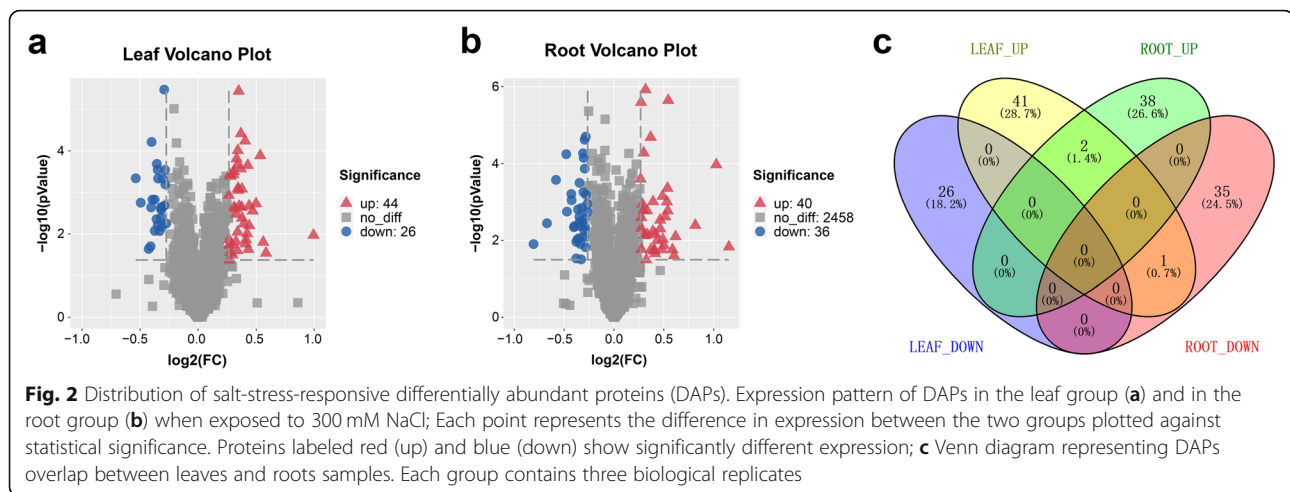 a
Leaf Volcano Plot
−log10(pValue)
4
2
0
−1.0 −0.5 0.0 0.5 1.0
log2(FC)
Significance
up: 44
no_diff
down: 26
b
Root Volcano Plot
−log10(pValue)
6
4
2
0
−1.0 −0.5 0.0 0.5 1.0
log2(FC)
Significance
up: 40
no_diff: 2458
down: 36
c
LEAF_UP
ROOT_UP
41
(28.7%)
38
(26.6%)
0
(0%)
2
(1.4%)
0
(0%)
26
(18.2%)
35
(24.5%)
0
(0%)
0
(0%)
0
(0%)
0
(0%)
1
(0.7%)
0
(0%)
0
(0%)
0
(0%)
LEAF_DOWN
ROOT_DOWN
Fig. 2 Distribution of salt-stress-responsive differentially abundant proteins (DAPs). Expression pattern of DAPs in the leaf group (a) and in the
root group (b) when exposed to 300 mM NaCl; Each point represents the difference in expression between the two groups plotted against
statistical significance. Proteins labeled red (up) and blue (down) show significantly different expression; c Venn diagram representing DAPs
overlap between leaves and roots samples. Each group contains three biological replicates